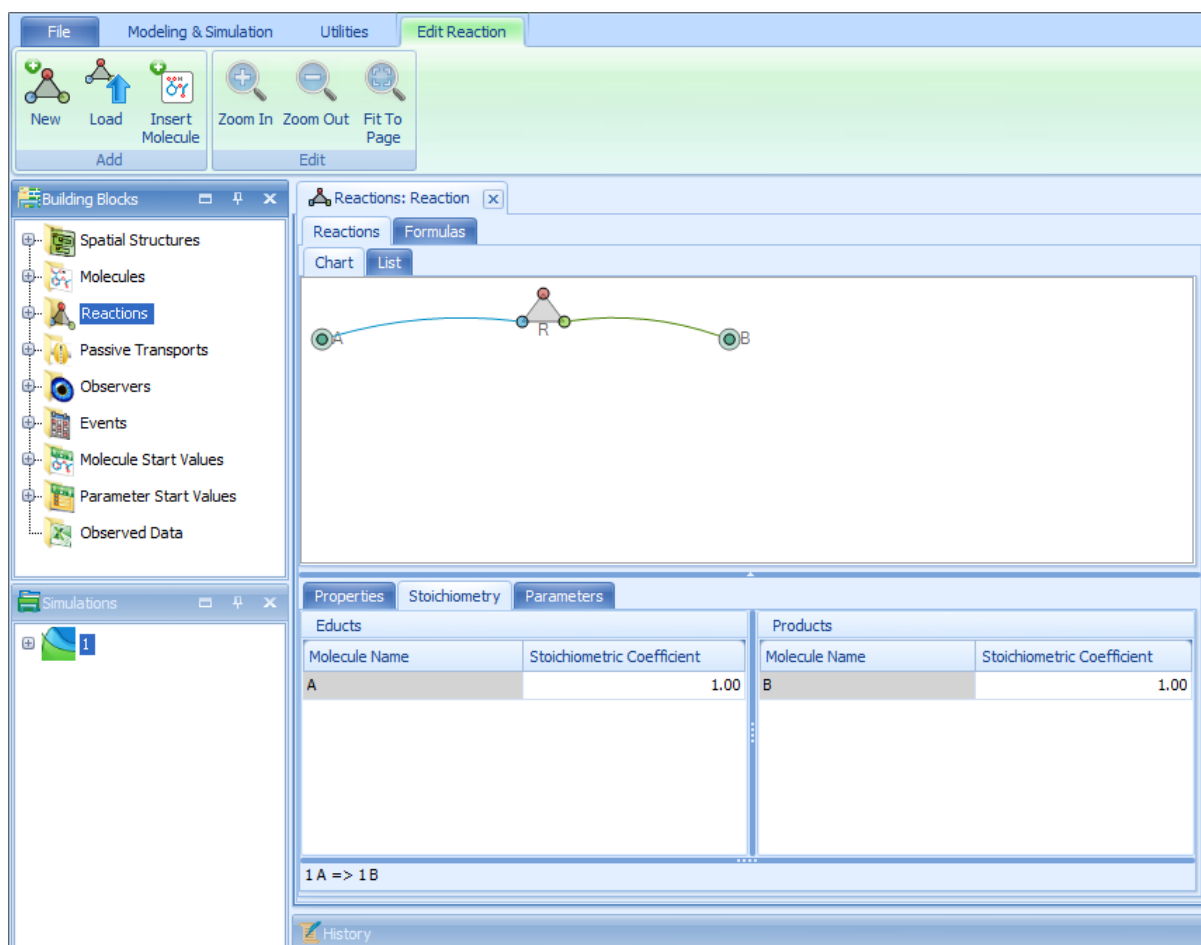 File Modeling & Simulation Utilities Edit Reaction
New Load Insert Molecule Zoom In Zoom Out Fit To Page
Add Edit
Building Blocks
Spatial Structures
Molecules
Reactions
Passive Transports
Observers
Events
Molecule Start Values
Parameter Start Values
Observed Data
Simulations
1
Reactions: Reaction
Reactions Formulas
Chart List
A R B
Properties Stoichiometry Parameters
Educts Products
Molecule Name Stoichiometric Coefficient Molecule Name Stoichiometric Coefficient
A 1.00 B 1.00
1 A => 1 B
History